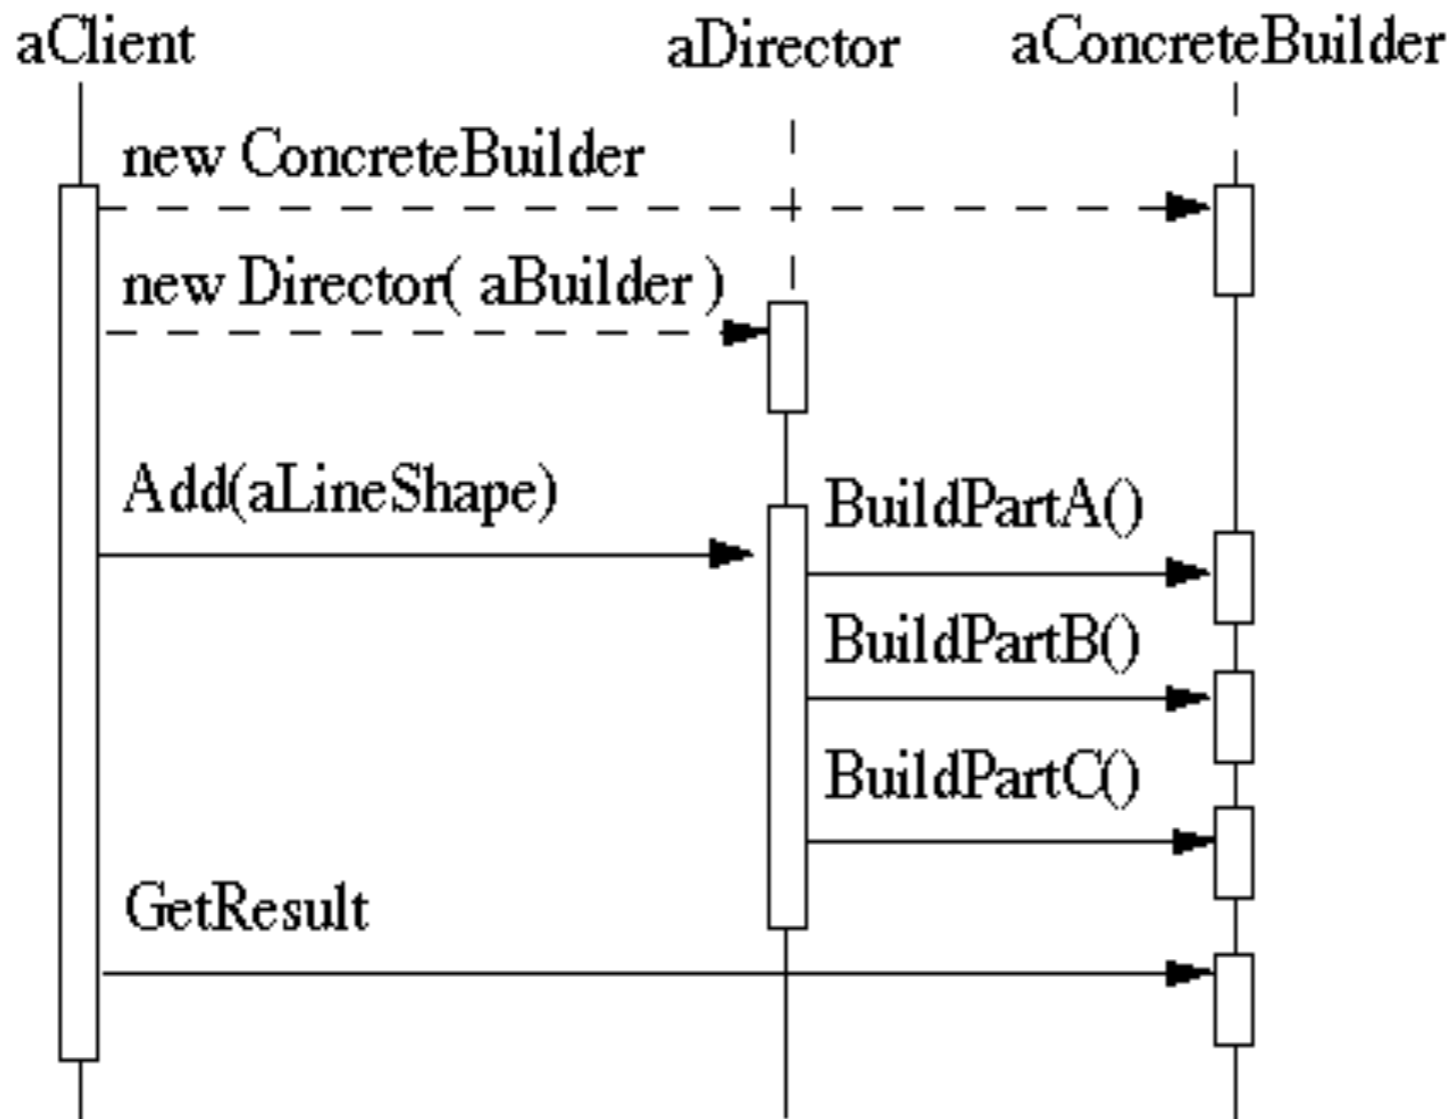 aClient aDirector aConcreteBuilder
new ConcreteBuilder
new Director( aBuilder )
Add(aLineShape)
BuildPartA()
BuildPartB()
BuildPartC()
GetResult